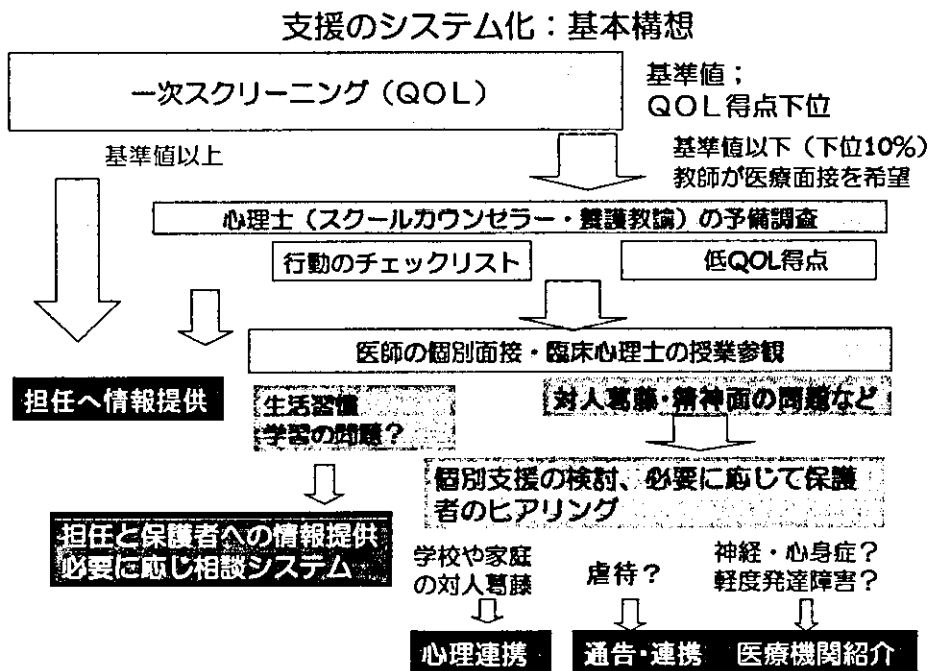 支援のシステム化：基本構想
一次スクリーニング（QOL）
基準値；
QOL得点下位
基準値以上
基準値以下（下位10％）
教師が医療面接を希望
心理士（スクールカウンセラー・養護教諭）の予備調査
行動のチェックリスト
低QOL得点
医師の個別面接・臨床心理士の授業参観
担任へ情報提供
生活習慣
学習の問題？
対人葛藤・精神面の問題など
個別支援の検討、必要に応じて保護
者のヒアリング
担任と保護者への情報提供
必要に応じ相談システム
学校や家庭
の対人葛藤
虐待？
神経・心身症？
軽度発達障害？
心理連携
通告・連携
医療機関紹介